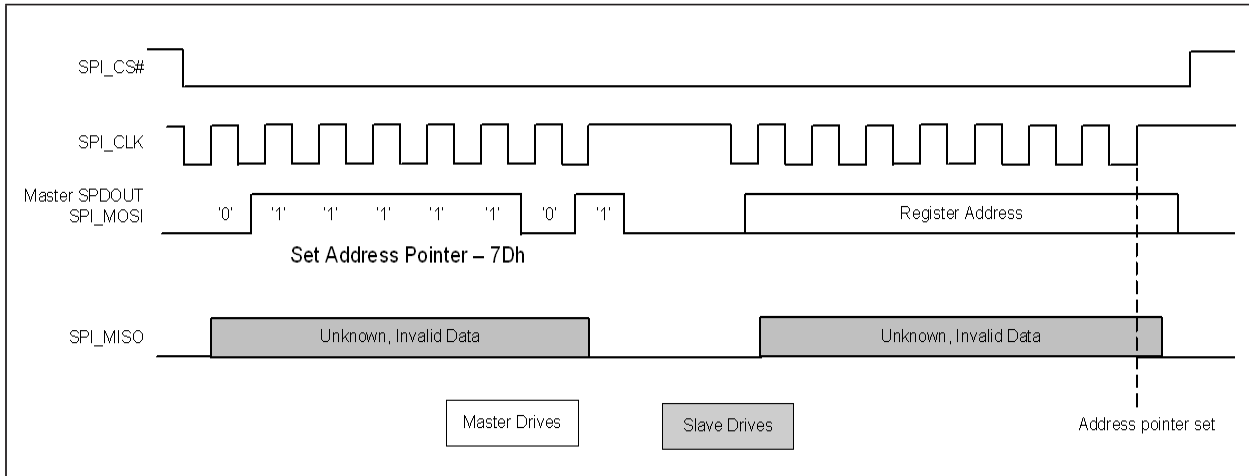 SPI_CS#
SPI_CLK
Master SPDOUT
SPI_MOSI
'0' '1' '1' '1' '1' '1' '0' '1'
Register Address
Set Address Pointer – 7Dh
SPI_MISO
Unknown, Invalid Data
Unknown, Invalid Data
Master Drives
Slave Drives
Address pointer set